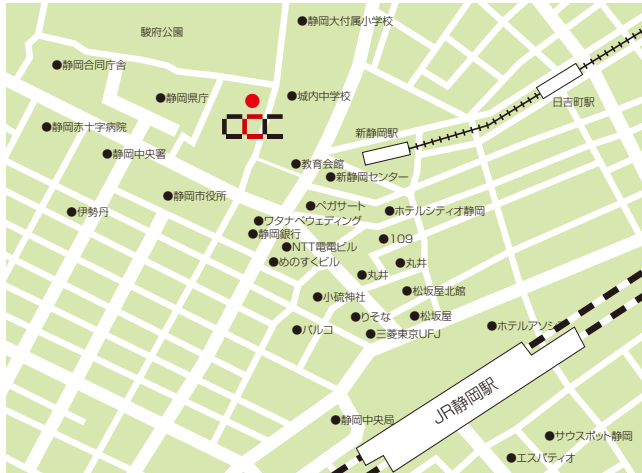 静岡大付属小学校
駿府公園
静岡合同庁舎
静岡県庁
城内中学校
日吉町駅
静岡赤十字病院
新静岡駅
静岡中央署
教育会館
新静岡センター
静岡市役所
ペガサート
伊勢丹
ホテルシティオ静岡
ワタナベウェディング
静岡銀行
109
NTT電電ビル
めのすくビル
丸井
丸井
松坂屋北館
小硫神社
りそな
松坂屋
パルコ
三菱東京UFJ
ホテルアソシ
JR静岡駅
静岡中央局
サウスポット静岡
エスパティオ